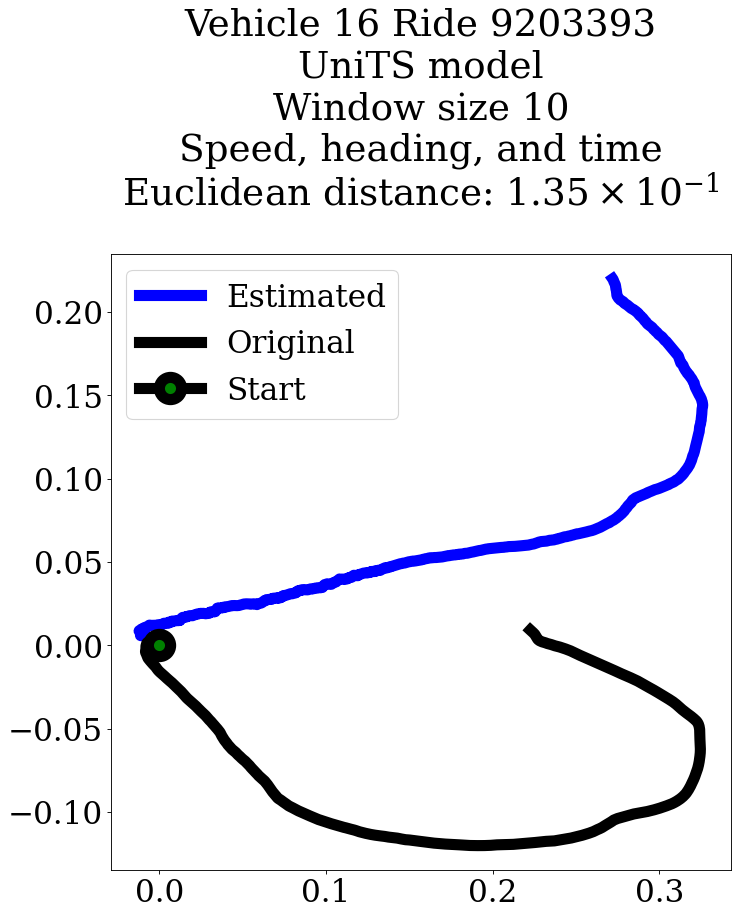 Vehicle 16 Ride 9203393
UniTS model
Window size 10
Speed, heading, and time
Euclidean distance: 1.35 × 10⁻¹
Estimated
Original
Start
0.20
0.15
0.10
0.05
0.00
−0.05
−0.10
0.0 0.1 0.2 0.3